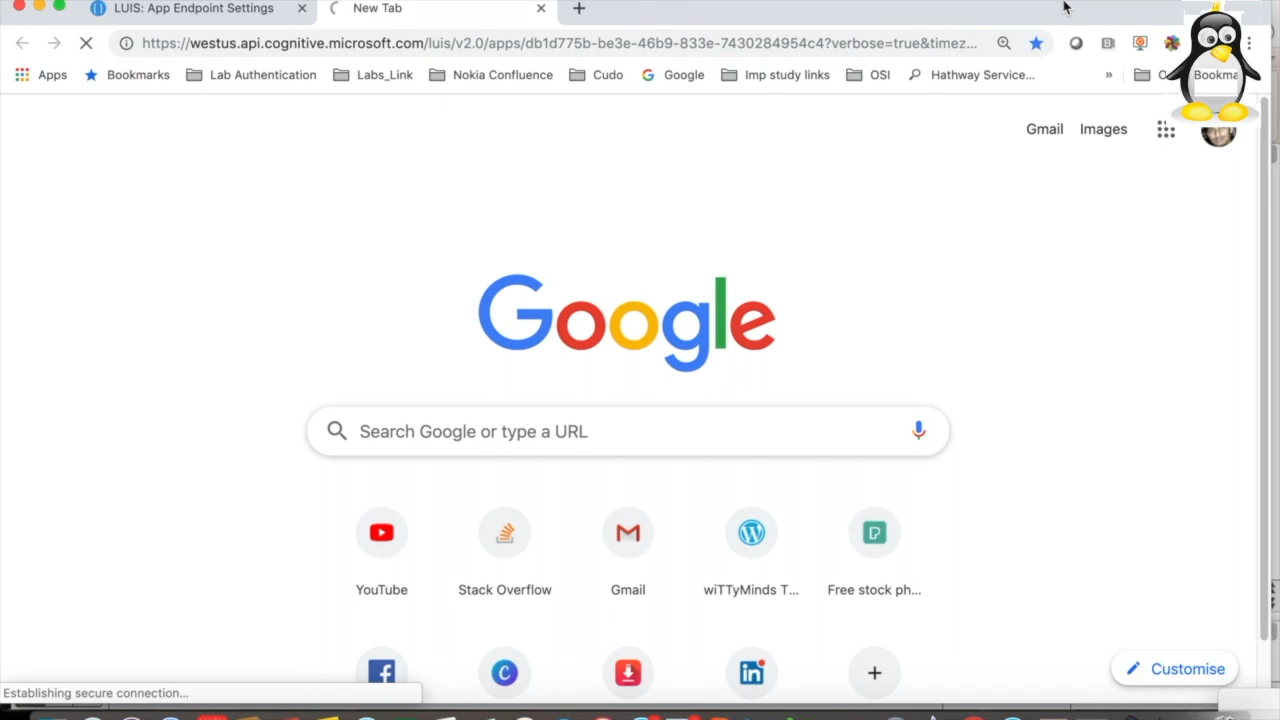 LUIS: App Endpoint Settings
New Tab
https://westus.api.cognitive.microsoft.com/luis/v2.0/apps/db1d775b-be3e-46b9-833e-7430284954c4?verbose=true&timez...
Apps
Bookmarks
Lab Authentication
Labs_Link
Nokia Confluence
Cudo
Google
Imp study links
OSI
Hathway Service...
»
Bookma
Gmail
Images
Google
Search Google or type a URL
YouTube
Stack Overflow
Gmail
wiTTyMinds T...
Free stock ph...
Customise
Establishing secure connection...